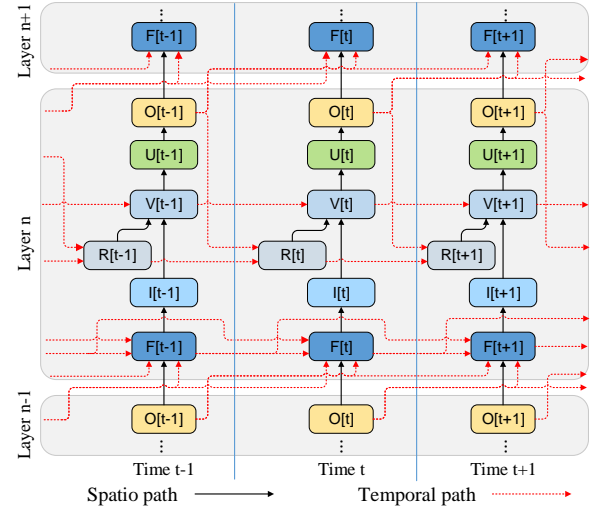 Layer n+1
F[t-1] F[t] F[t+1]
Layer n
O[t-1] O[t] O[t+1]
U[t-1] U[t] U[t+1]
V[t-1] V[t] V[t+1]
R[t-1] R[t] R[t+1]
I[t-1] I[t] I[t+1]
F[t-1] F[t] F[t+1]
Layer n-1
O[t-1] O[t] O[t+1]
Time t-1 Time t Time t+1
Spatio path Temporal path